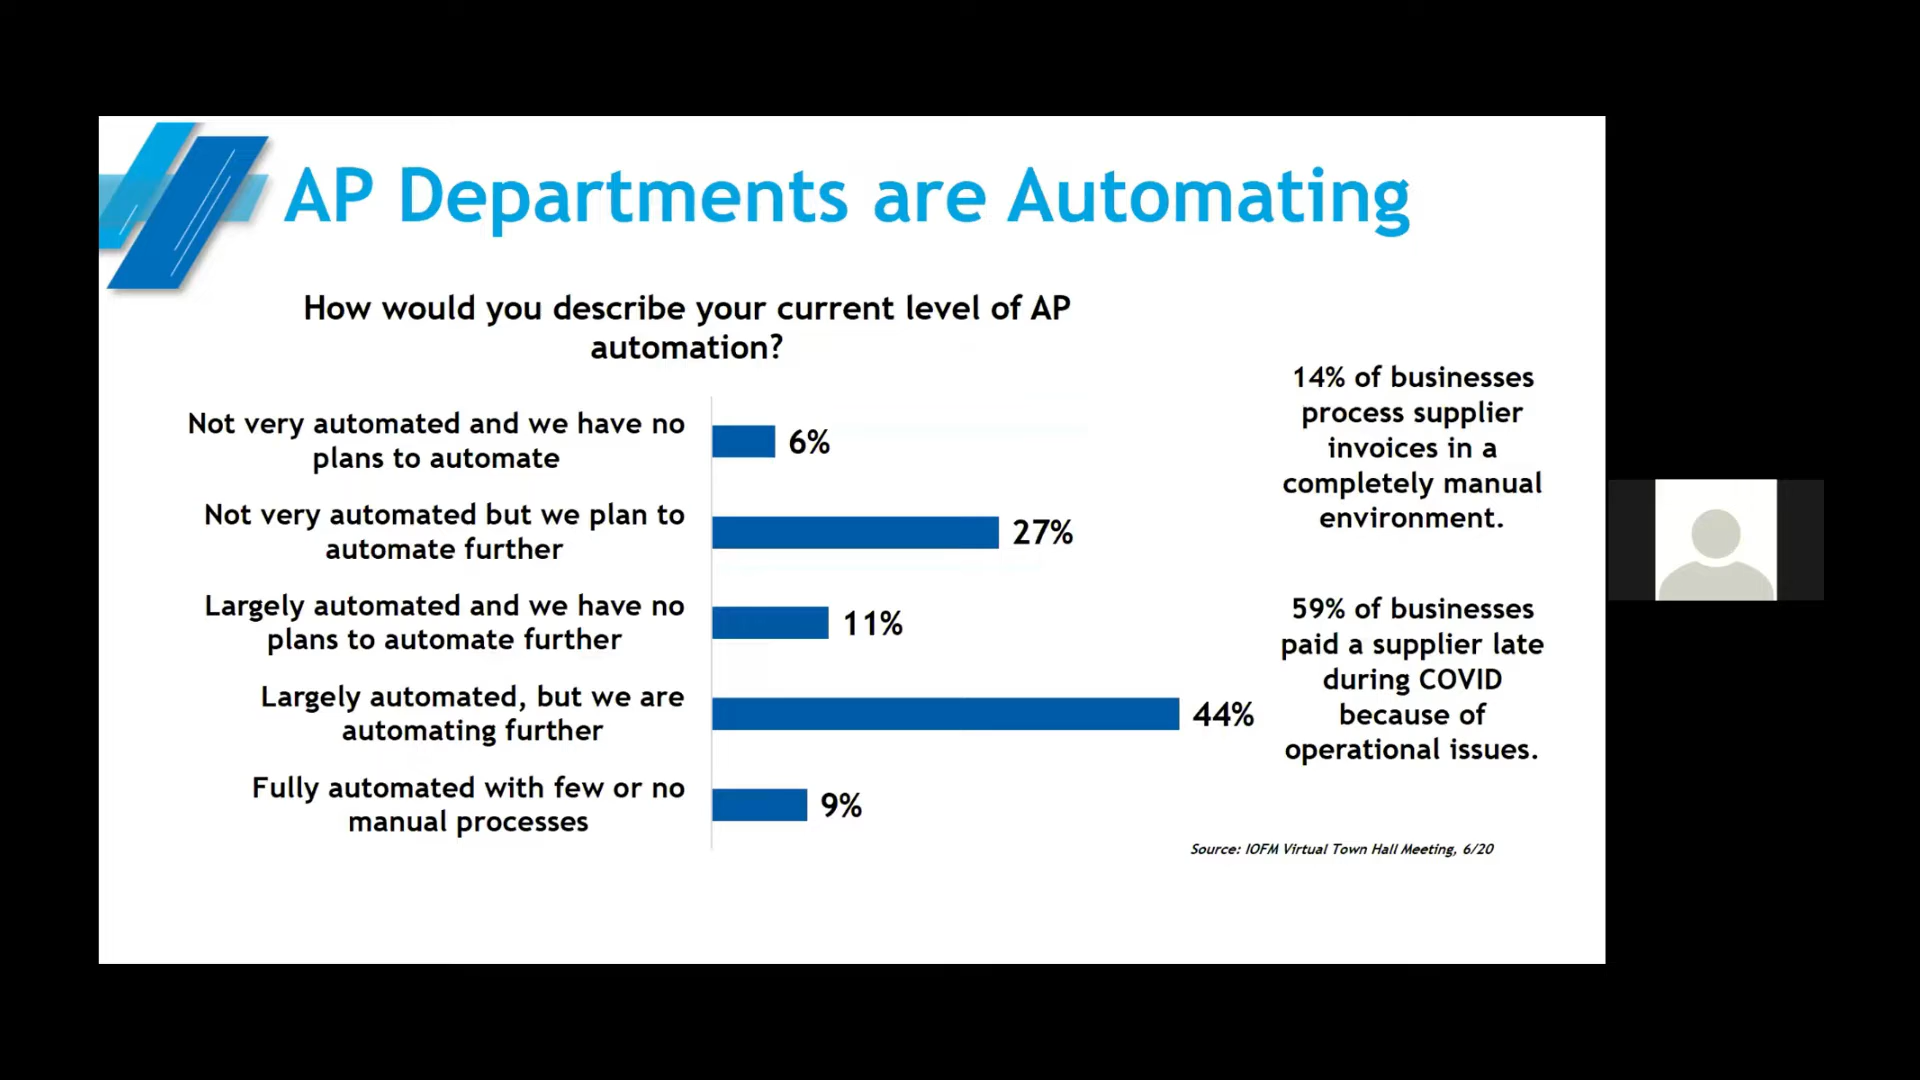 AP Departments are Automating
How would you describe your current level of AP
automation?
Not very automated and we have no
plans to automate
6%
Not very automated but we plan to
automate further
27%
Largely automated and we have no
plans to automate further
11%
Largely automated, but we are
automating further
44%
Fully automated with few or no
manual processes
9%
14% of businesses
process supplier
invoices in a
completely manual
environment.
59% of businesses
paid a supplier late
during COVID
because of
operational issues.
Source: IOFM Virtual Town Hall Meeting, 6/20